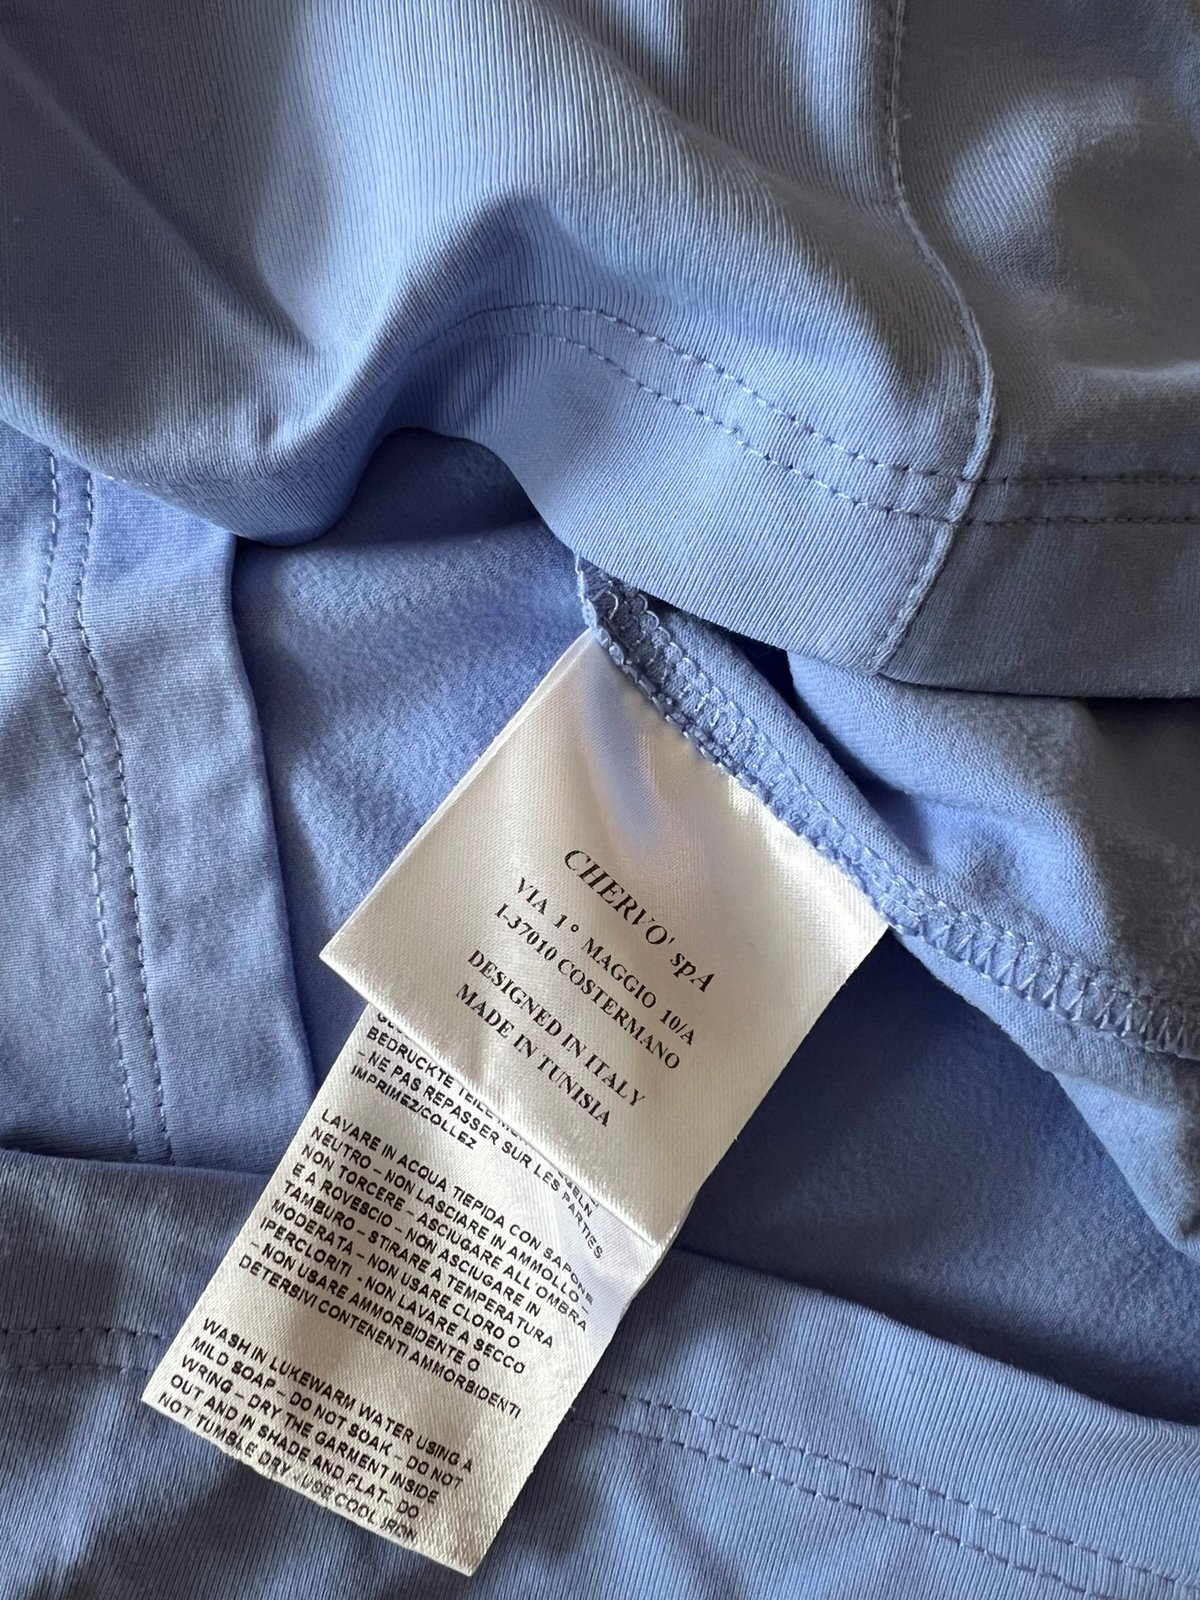 CHERVO' spA
VIA 1° MAGGIO 10/A
I-37010 COSTERMANO
DESIGNED IN ITALY
MADE IN TUNISIA
BEDRUCKTE TEILE
- NE PAS REPASSER SUR LES PARTIES
IMPRIMEZ/COLLEZ
LAVARE IN ACQUA TIEPIDA CON SAPONE
NEUTRO – NON LASCIARE IN AMMOLLO –
NON TORCERE – ASCIUGARE ALL'OMBRA
E A ROVESCIO – NON ASCIUGARE IN
TAMBURO – STIRARE A TEMPERATURA
MODERATA – NON USARE CLORO O
IPERCLORITI - NON LAVARE A SECCO
– NON USARE AMMORBIDENTE O
DETERSIVI CONTENENTI AMMORBIDENTI
WASH IN LUKEWARM WATER USING A
MILD SOAP – DO NOT SOAK – DO NOT
WRING – DRY THE GARMENT INSIDE
OUT AND IN SHADE AND FLAT– DO
NOT TUMBLE DRY - USE COOL IRON